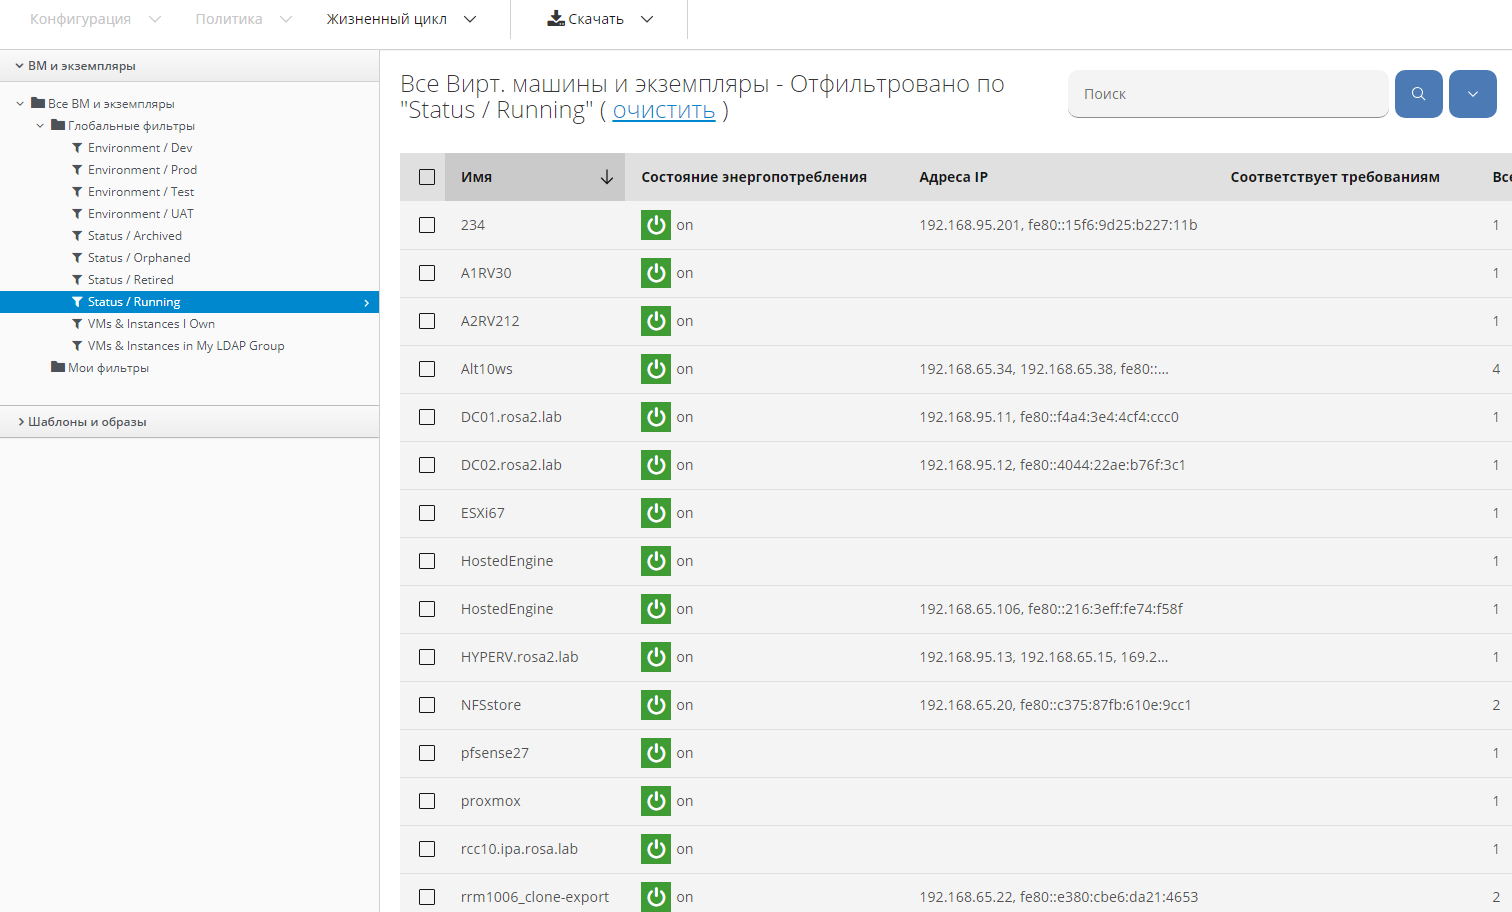 Конфигурация Политика Жизненный цикл Скачать
ВМ и экземпляры
Все ВМ и экземпляры
Глобальные фильтры
Environment / Dev
Environment / Prod
Environment / Test
Environment / UAT
Status / Archived
Status / Orphaned
Status / Retired
Status / Running
VMs & Instances I Own
VMs & Instances in My LDAP Group
Мои фильтры
Шаблоны и образы
Все Вирт. машины и экземпляры - Отфильтровано по
"Status / Running" ( очистить )
Поиск
Имя Состояние энергопотребления Адреса IP Соответствует требованиям
234 on 192.168.95.201, fe80::15f6:9d25:b227:11b 1
A1RV30 on 1
A2RV212 on 1
Alt10ws on 192.168.65.34, 192.168.65.38, fe80::... 4
DC01.rosa2.lab on 192.168.95.11, fe80::f4a4:3e4:4cf4:ccc0 1
DC02.rosa2.lab on 192.168.95.12, fe80::4044:22ae:b76f:3c1 1
ESXi67 on 1
HostedEngine on 1
HostedEngine on 192.168.65.106, fe80::216:3eff:fe74:f58f 1
HYPERV.rosa2.lab on 192.168.95.13, 192.168.65.15, 169.2... 1
NFSstore on 192.168.65.20, fe80::c375:87fb:610e:9cc1 2
pfsense27 on 1
proxmox on 1
rcc10.ipa.rosa.lab on 1
rrm1006_clone-export on 192.168.65.22, fe80::e380:cbe6:da21:4653 2